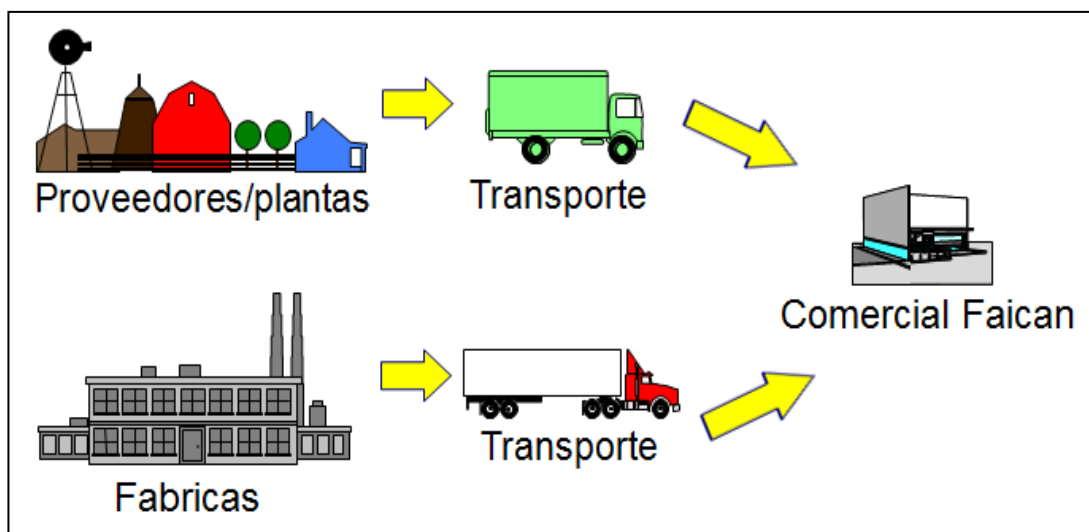 Proveedores/plantas
Transporte
Comercial Faican
Fabricas
Transporte